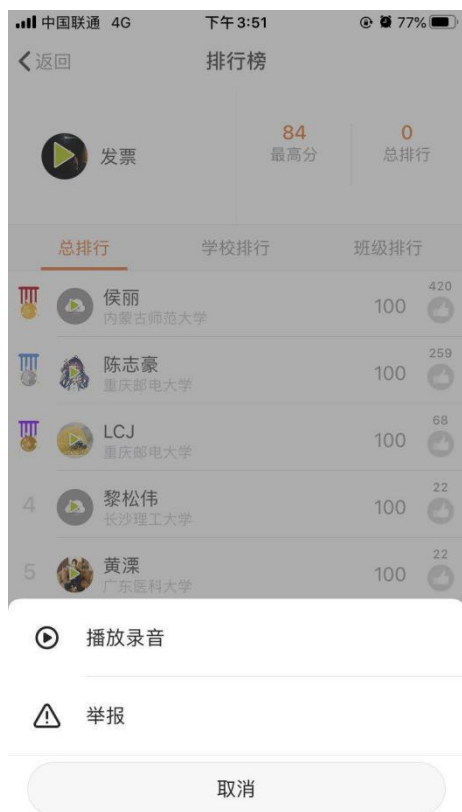 中国联通 4G 下午3:51 77%
返回 排行榜
84 0
发票 最高分 总排行
总排行 学校排行 班级排行
420
侯丽 100
内蒙古师范大学
259
陈志豪 100
重庆邮电大学
68
LCJ 100
重庆邮电大学
22
4 黎松伟 100
长沙理工大学
22
5 黄溧 100
广东医科大学
播放录音
举报
取消